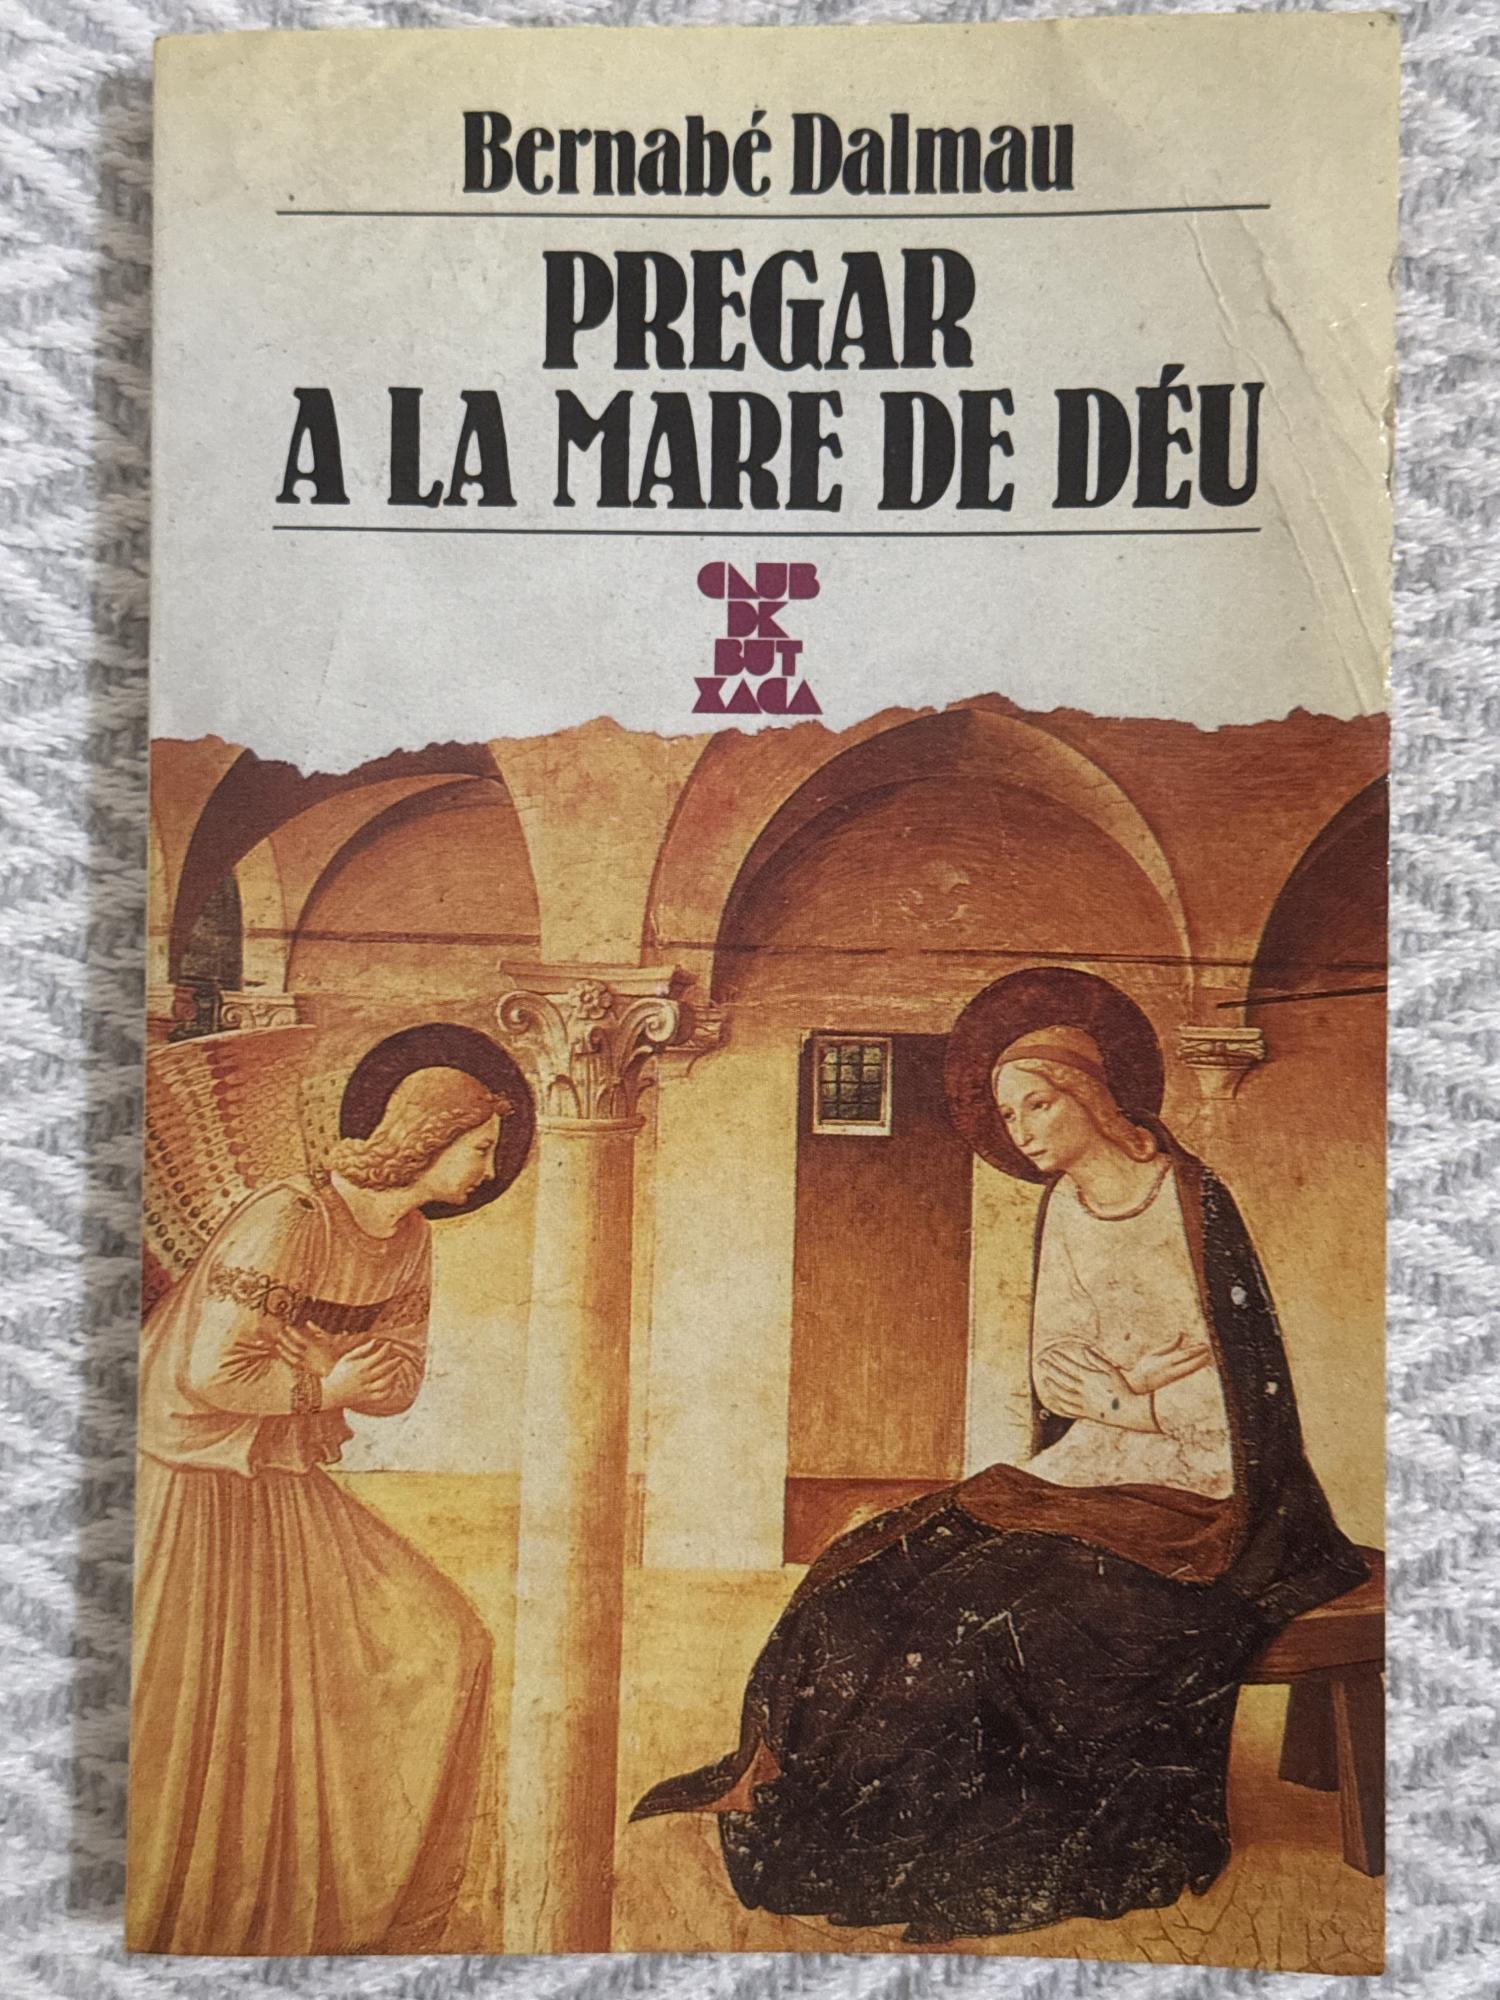 Bernabé Dalmau
PREGAR
A LA MARE DE DÉU
CLUB
DE
BUT
XACA